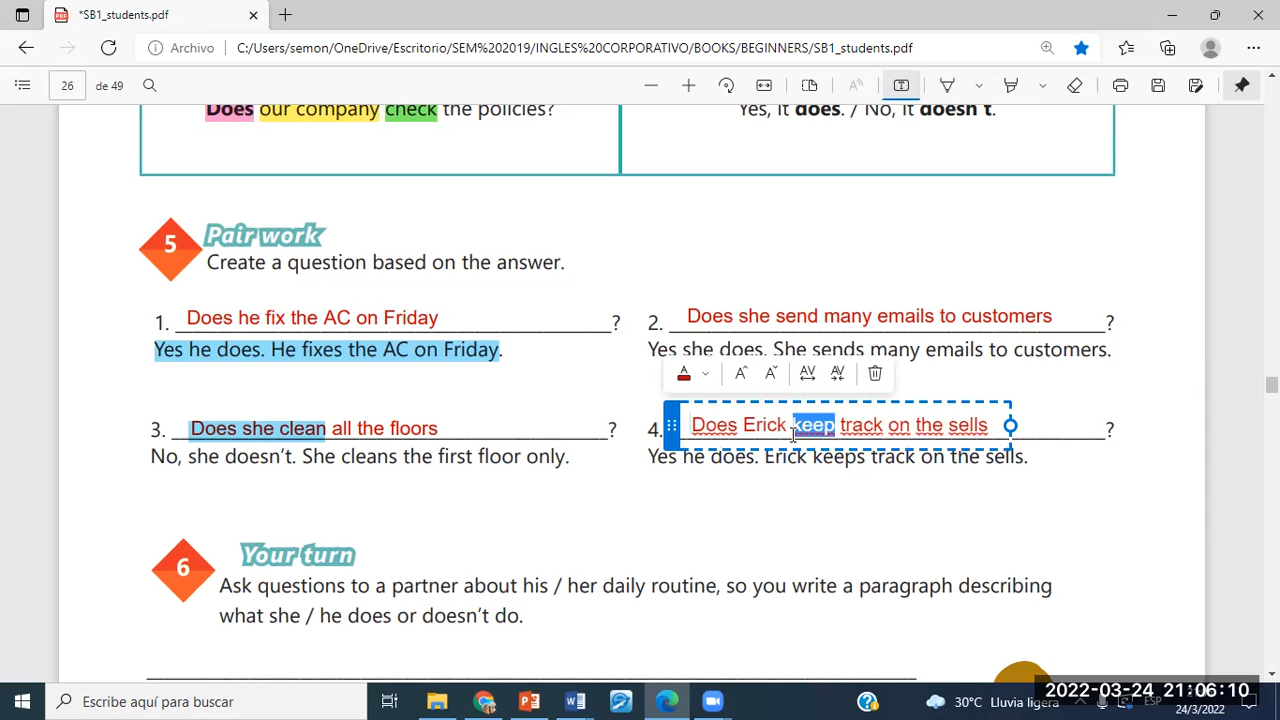 *SB1_students.pdf
Archivo C:/Users/semon/OneDrive/Escritorio/SEM%202019/INGLES%20CORPORATIVO/BOOKS/BEGINNERS/SB1_students.pdf
26 de 49
Does our company check the policies?
Yes, it does. / No, it doesn't.
5 Pair work
Create a question based on the answer.
1. Does he fix the AC on Friday ?
Yes he does. He fixes the AC on Friday.
2. Does she send many emails to customers ?
Yes she does. She sends many emails to customers.
3. Does she clean all the floors ?
No, she doesn't. She cleans the first floor only.
4. Does Erick keep track on the sells ?
Yes he does. Erick keeps track on the sells.
6 Your turn
Ask questions to a partner about his / her daily routine, so you write a paragraph describing
what she / he does or doesn't do.
Escribe aquí para buscar
30°C Lluvia ligera
ESP
2022-03-24 21:06:10
24/3/2022